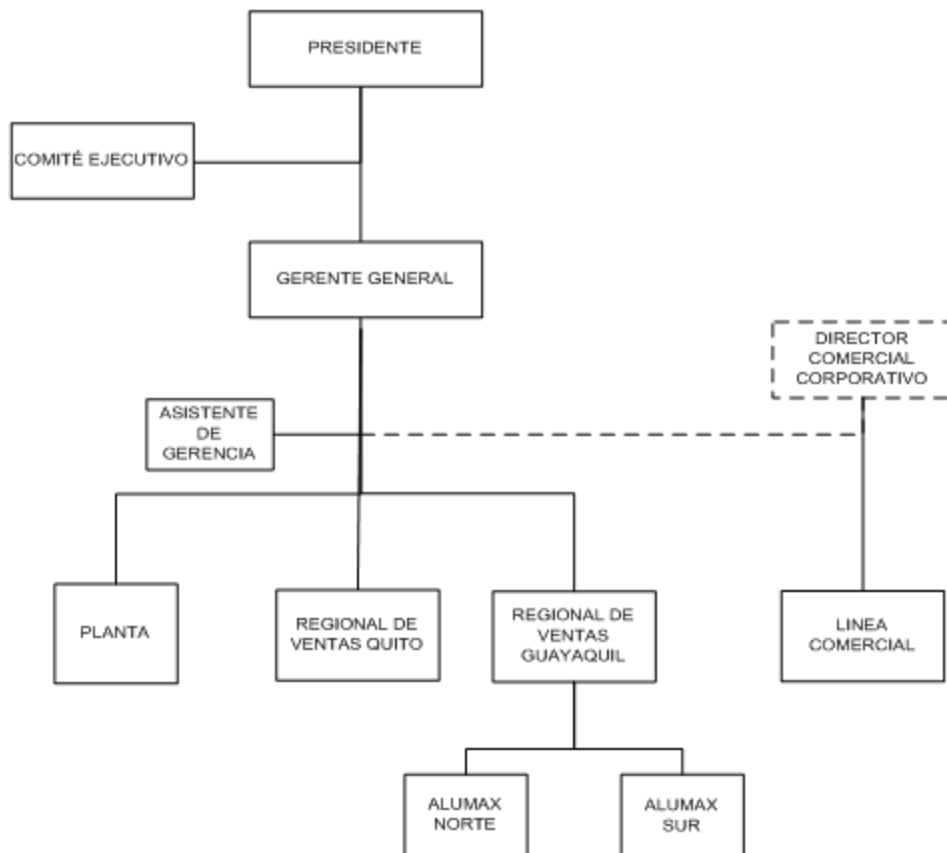 PRESIDENTE
COMITÉ EJECUTIVO
GERENTE GENERAL
DIRECTOR
COMERCIAL
CORPORATIVO
ASISTENTE
DE
GERENCIA
PLANTA
REGIONAL DE
VENTAS QUITO
REGIONAL DE
VENTAS
GUAYAQUIL
LINEA
COMERCIAL
ALUMAX
NORTE
ALUMAX
SUR